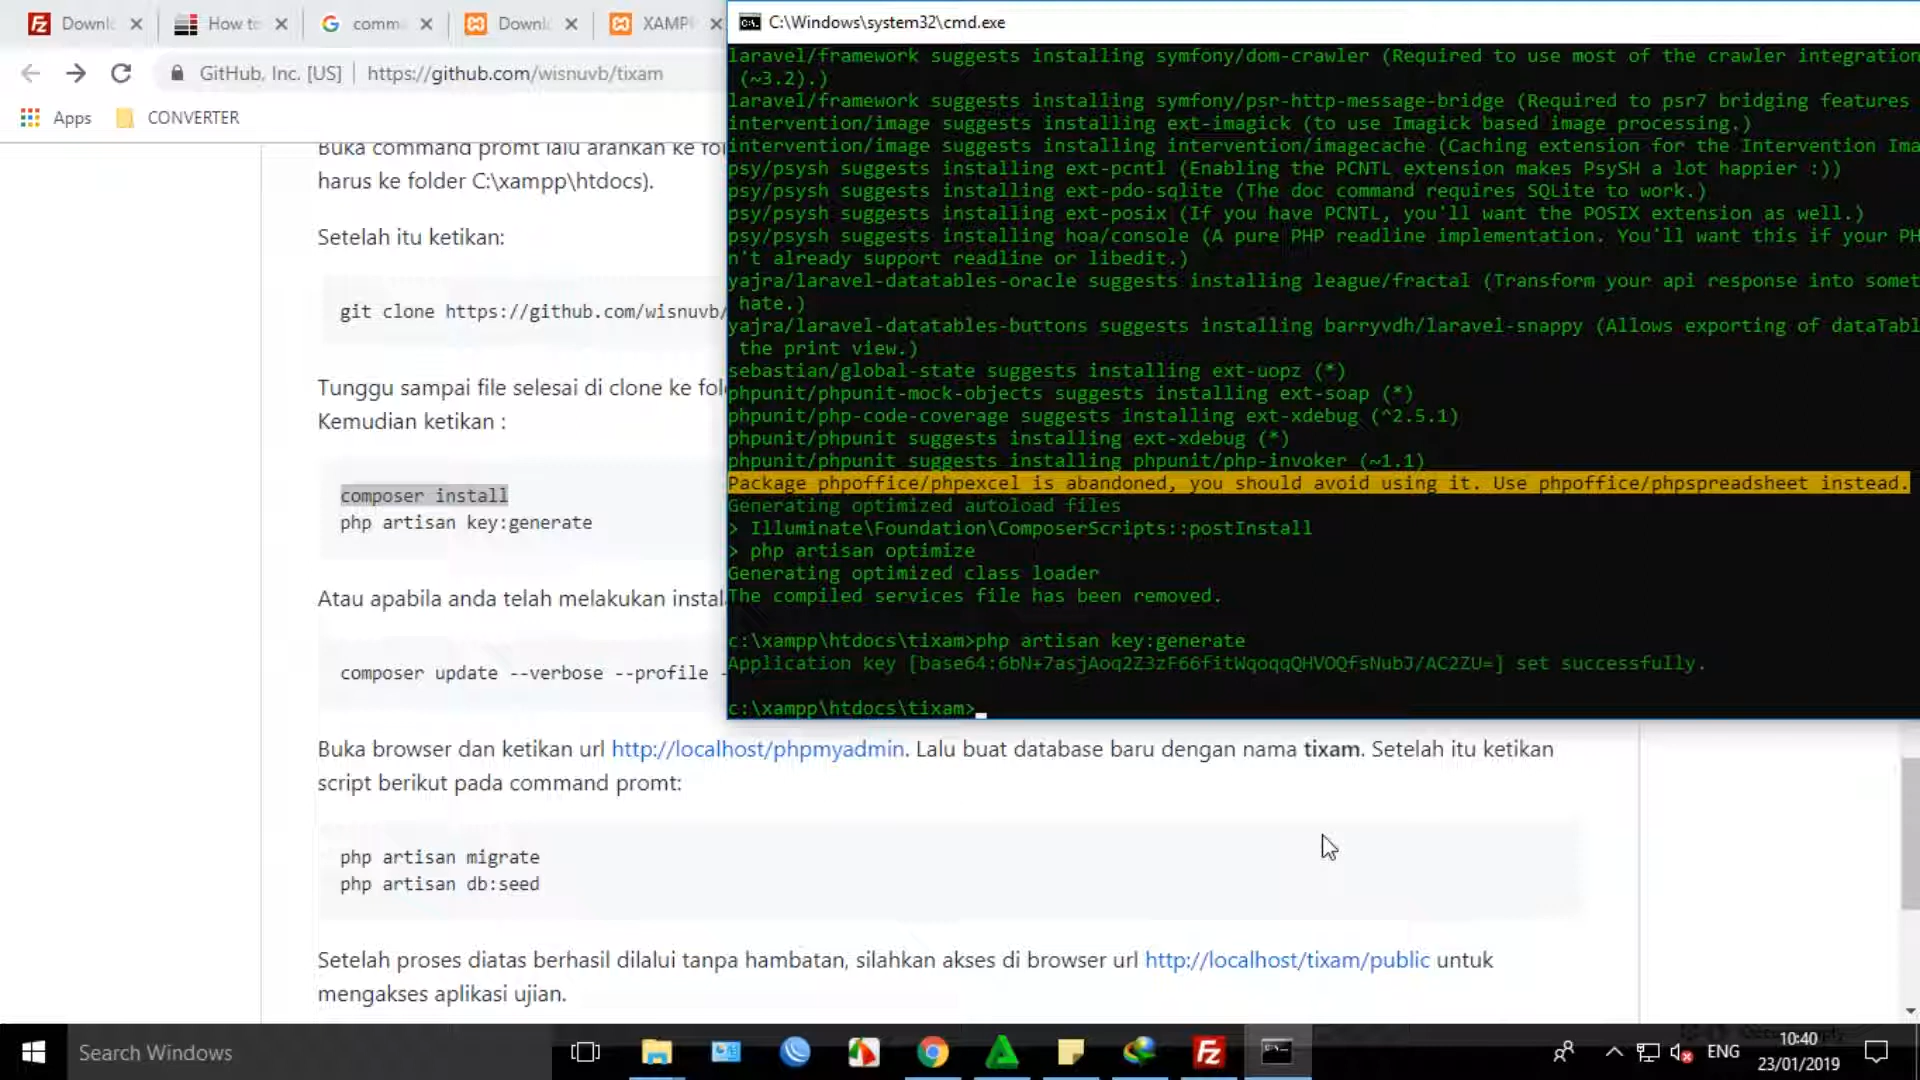 Downl
How to
comm
Downl
XAMP
GitHub, Inc. [US] | https://github.com/wisnuvb/tixam
Apps
CONVERTER
Buka command promt lalu arahkan ke fol
harus ke folder C:\xampp\htdocs).
Setelah itu ketikan:
git clone https://github.com/wisnuvb/
Tunggu sampai file selesai di clone ke fol
Kemudian ketikan :
composer install
php artisan key:generate
Atau apabila anda telah melakukan instal
composer update --verbose --profile -
Buka browser dan ketikan url http://localhost/phpmyadmin. Lalu buat database baru dengan nama tixam. Setelah itu ketikan
script berikut pada command promt:
php artisan migrate
php artisan db:seed
Setelah proses diatas berhasil dilalui tanpa hambatan, silahkan akses di browser url http://localhost/tixam/public untuk
mengakses aplikasi ujian.
C:\Windows\system32\cmd.exe
laravel/framework suggests installing symfony/dom-crawler (Required to use most of the crawler integration
(~3.2).)
laravel/framework suggests installing symfony/psr-http-message-bridge (Required to psr7 bridging features
intervention/image suggests installing ext-imagick (to use Imagick based image processing.)
intervention/image suggests installing intervention/imagecache (Caching extension for the Intervention Ima
psy/psysh suggests installing ext-pcntl (Enabling the PCNTL extension makes PsySH a lot happier :))
psy/psysh suggests installing ext-pdo-sqlite (The doc command requires SQLite to work.)
psy/psysh suggests installing ext-posix (If you have PCNTL, you'll want the POSIX extension as well.)
psy/psysh suggests installing hoa/console (A pure PHP readline implementation. You'll want this if your PH
n't already support readline or libedit.)
yajra/laravel-datatables-oracle suggests installing league/fractal (Transform your api response into somet
hate.)
yajra/laravel-datatables-buttons suggests installing barryvdh/laravel-snappy (Allows exporting of dataTabl
the print view.)
sebastian/global-state suggests installing ext-uopz (*)
phpunit/phpunit-mock-objects suggests installing ext-soap (*)
phpunit/php-code-coverage suggests installing ext-xdebug (^2.5.1)
phpunit/phpunit suggests installing ext-xdebug (*)
phpunit/phpunit suggests installing phpunit/php-invoker (~1.1)
Package phpoffice/phpexcel is abandoned, you should avoid using it. Use phpoffice/phpspreadsheet instead.
Generating optimized autoload files
> Illuminate\Foundation\ComposerScripts::postInstall
> php artisan optimize
Generating optimized class loader
The compiled services file has been removed.
c:\xampp\htdocs\tixam>php artisan key:generate
Application key [base64:6bN+7asjAoq2Z3zF66FitWqoqqQHVOQfsNubJ/AC2ZU=] set successfully.
c:\xampp\htdocs\tixam>
Search Windows
ENG
10:40
23/01/2019